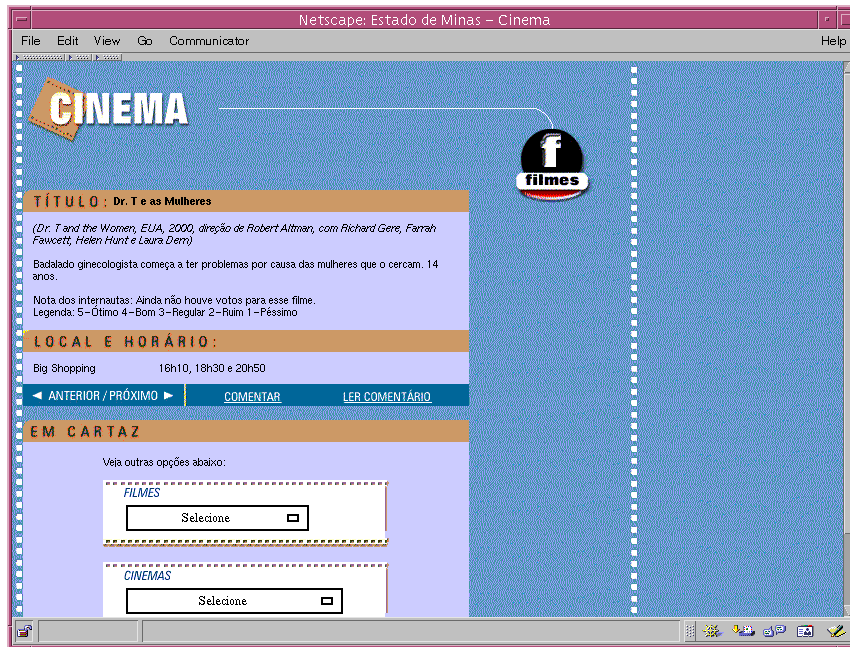 Netscape: Estado de Minas – Cinema
File Edit View Go Communicator Help
CINEMA
f
filmes
TÍTULO: Dr. T e as Mulheres
(Dr. T and the Women, EUA, 2000, direção de Robert Altman, com Richard Gere, Farrah
Fawcett, Helen Hunt e Laura Dern)
Badalado ginecologista começa a ter problemas por causa das mulheres que o cercam. 14
anos.
Nota dos internautas: Ainda não houve votos para esse filme.
Legenda: 5-Ótimo 4-Bom 3-Regular 2-Ruim 1-Péssimo
LOCAL E HORÁRIO:
Big Shopping 16h10, 18h30 e 20h50
◄ ANTERIOR / PRÓXIMO ► COMENTAR LER COMENTÁRIO
EM CARTAZ
Veja outras opções abaixo:
FILMES
Selecione
CINEMAS
Selecione